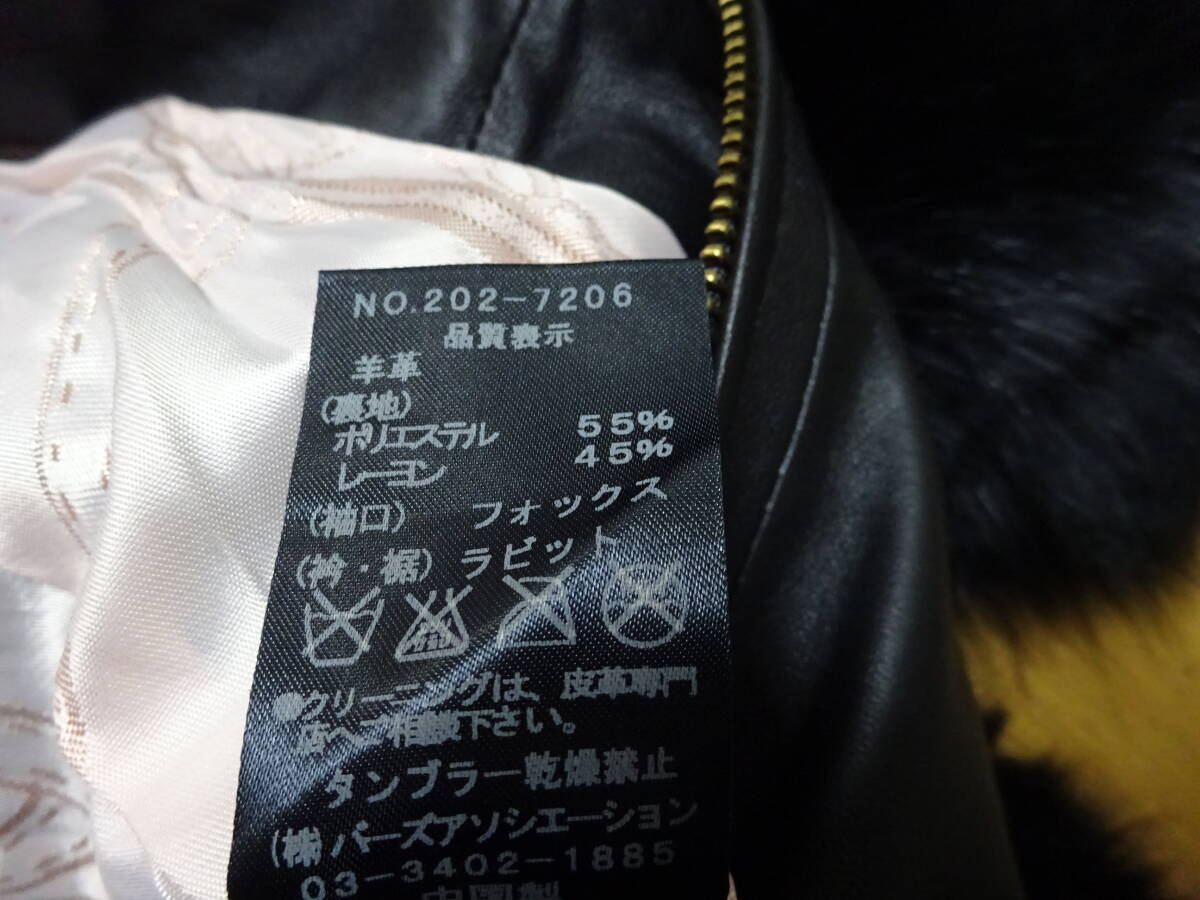 NO.202-7206
品質表示
羊革
(裏地)
ポリエステル 55%
レーヨン 45%
(袖口) フォックス
(衿・裾) ラビット
●クリーニングは、皮革専門
店へご相談下さい。
タンブラー乾燥禁止
(株)バーズアソシエーション
03-3402-1885
中国製